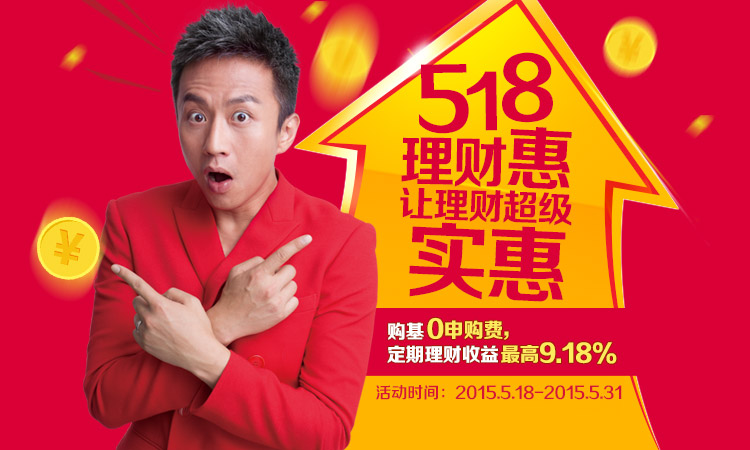 518
理财惠
让理财超级
实惠
购基0申购费，
定期理财收益最高9.18%
活动时间：2015.5.18-2015.5.31
¥